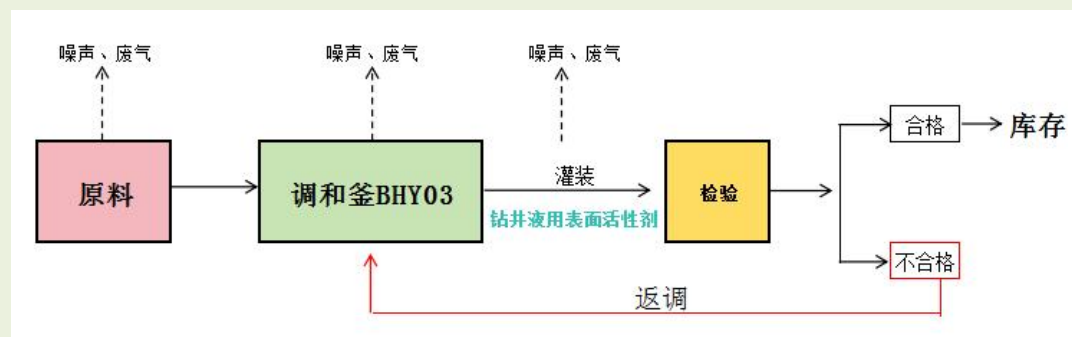 噪声、废气
噪声、废气
噪声、废气
原料
调和釜BHY03
灌装
钻井液用表面活性剂
检验
合格
库存
不合格
返调